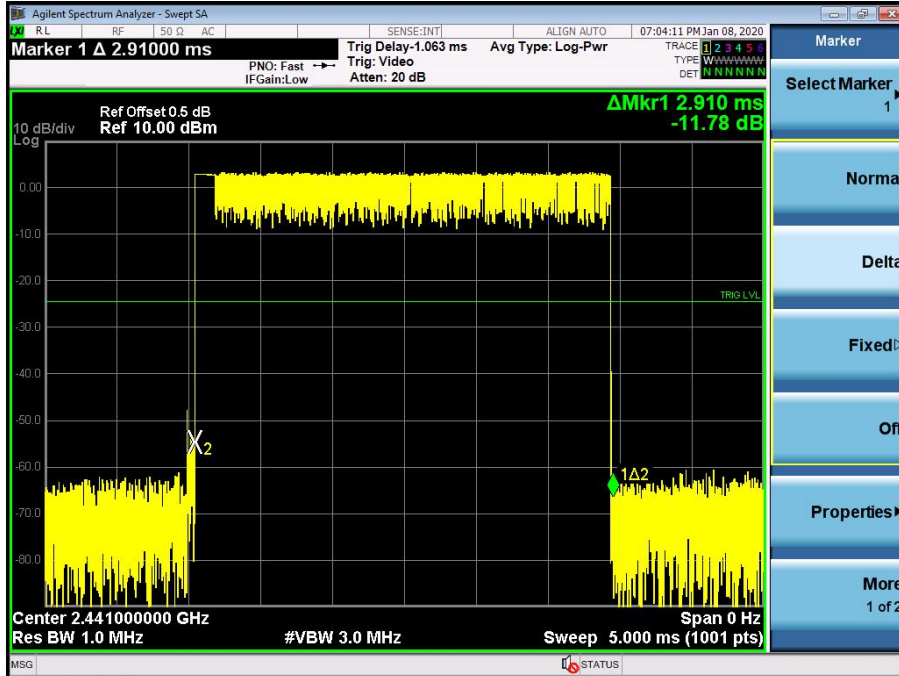 Agilent Spectrum Analyzer - Swept SA
LXI RL RF 50 Ω AC SENSE:INT ALIGN AUTO 07:04:11 PM Jan 08, 2020
Marker 1 Δ 2.91000 ms
PNO: Fast
IFGain:Low
Trig Delay-1.063 ms
Trig: Video
Atten: 20 dB
Avg Type: Log-Pwr
TRACE 1 2 3 4 5 6
TYPE WWWWWW
DET N N N N N N
ΔMkr1 2.910 ms
-11.78 dB
Ref Offset 0.5 dB
10 dB/div Ref 10.00 dBm
Log
0.00
-10.0
-20.0
TRIG LVL
-30.0
-40.0
-50.0
X2
-60.0
1Δ2
-70.0
-80.0
Center 2.441000000 GHz Span 0 Hz
Res BW 1.0 MHz #VBW 3.0 MHz Sweep 5.000 ms (1001 pts)
MSG STATUS
Marker
Select Marker
1
Norma
Delta
Fixed
Off
Properties
More
1 of 2